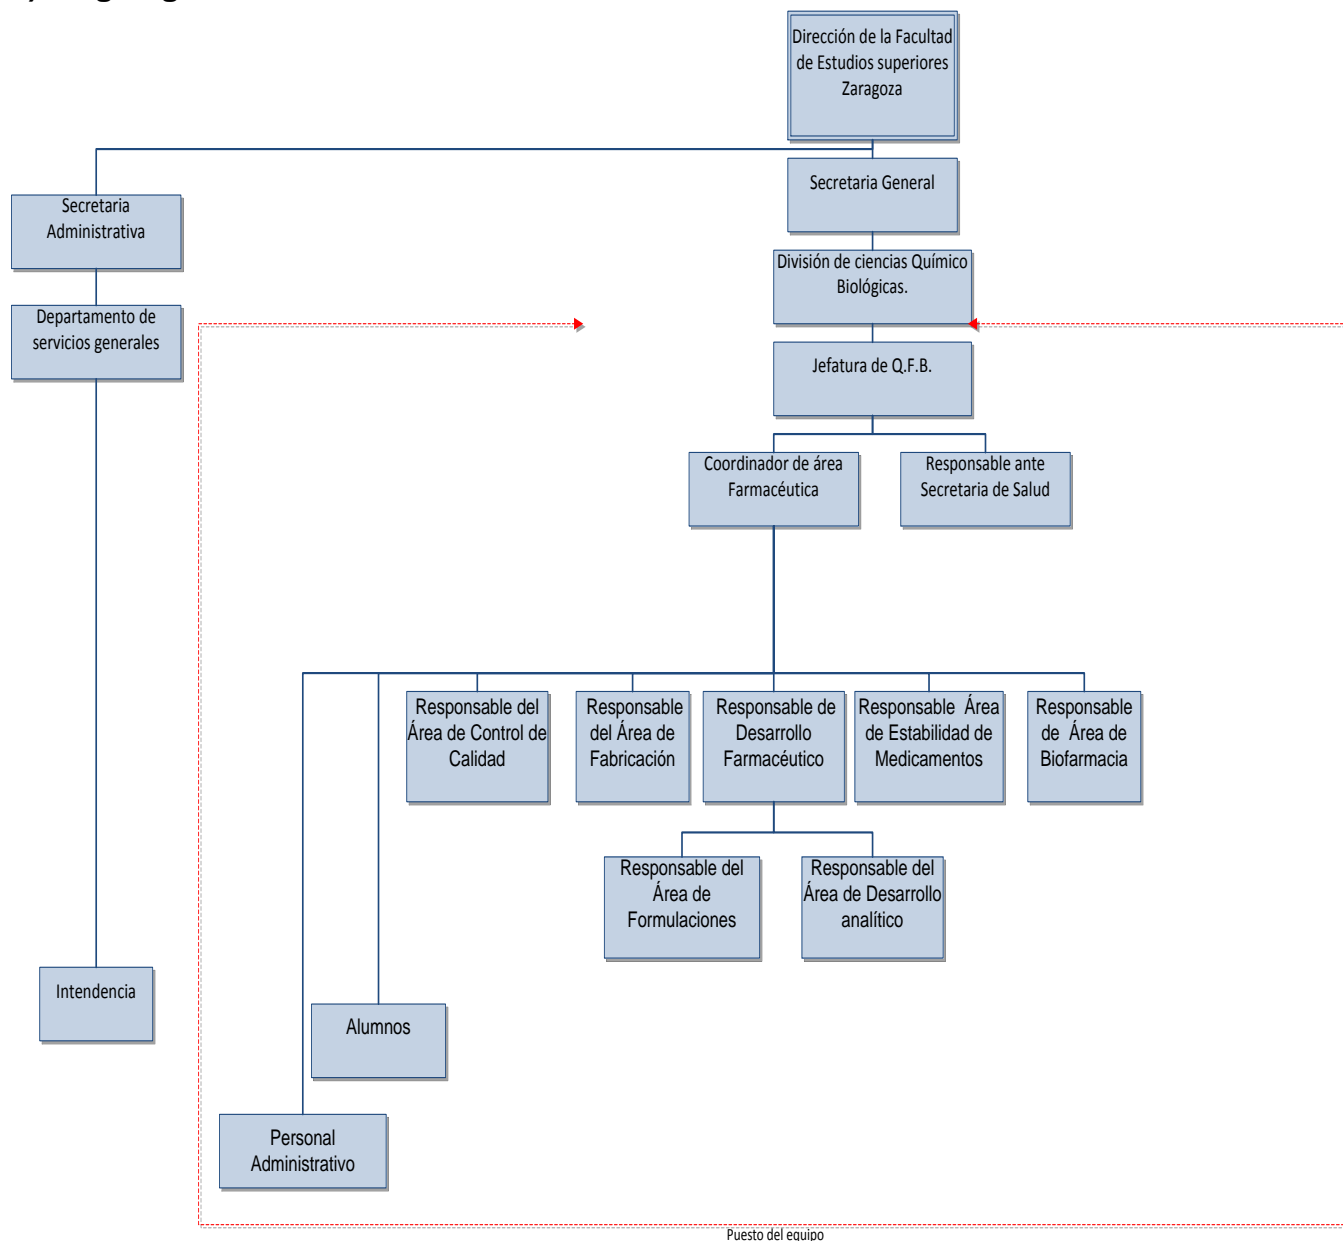 Dirección de la Facultad
de Estudios superiores
Zaragoza
Secretaria General
Secretaria
Administrativa
División de ciencias Químico
Biológicas.
Departamento de
servicios generales
Jefatura de Q.F.B.
Coordinador de área
Farmacéutica
Responsable ante
Secretaria de Salud
Responsable del
Área de Control de
Calidad
Responsable
del Área de
Fabricación
Responsable de
Desarrollo
Farmacéutico
Responsable Área
de Estabilidad de
Medicamentos
Responsable
de Área de
Biofarmacia
Responsable del
Área de
Formulaciones
Responsable del
Área de Desarrollo
analítico
Intendencia
Alumnos
Personal
Administrativo
Puesto del equipo